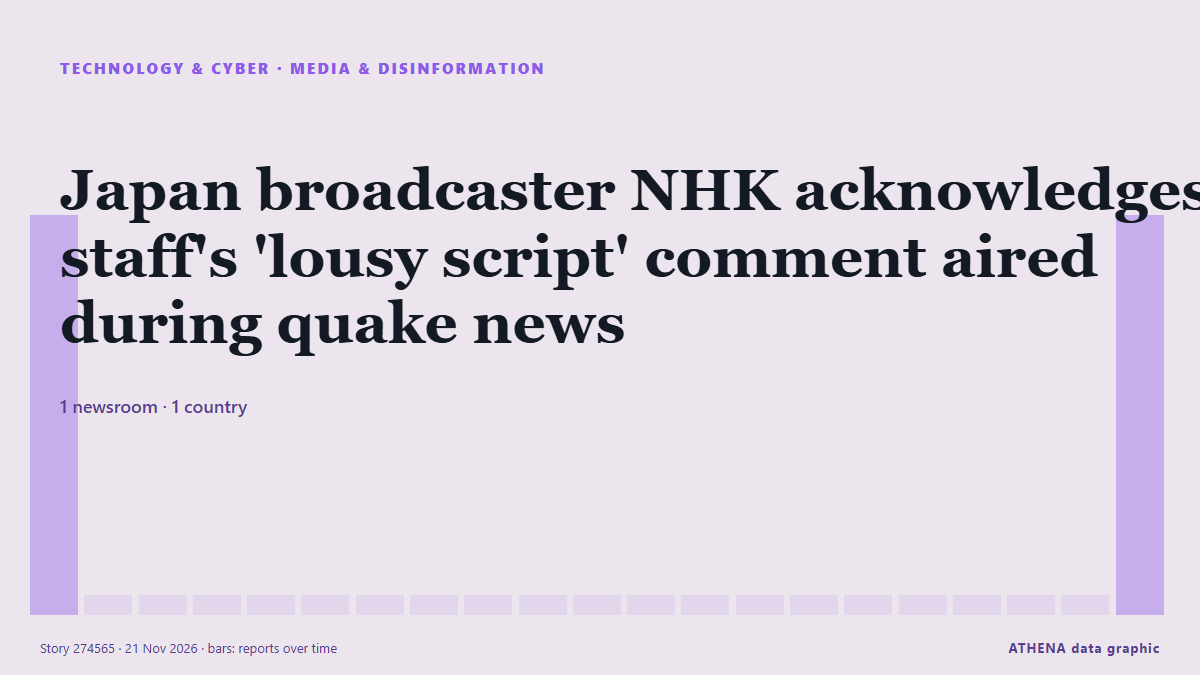 TECHNOLOGY & CYBER · MEDIA & DISINFORMATION
Japan broadcaster NHK acknowledges
staff's 'lousy script' comment aired
during quake news
1 newsroom · 1 country
Story 274565 · 21 Nov 2026 · bars: reports over time
ATHENA data graphic